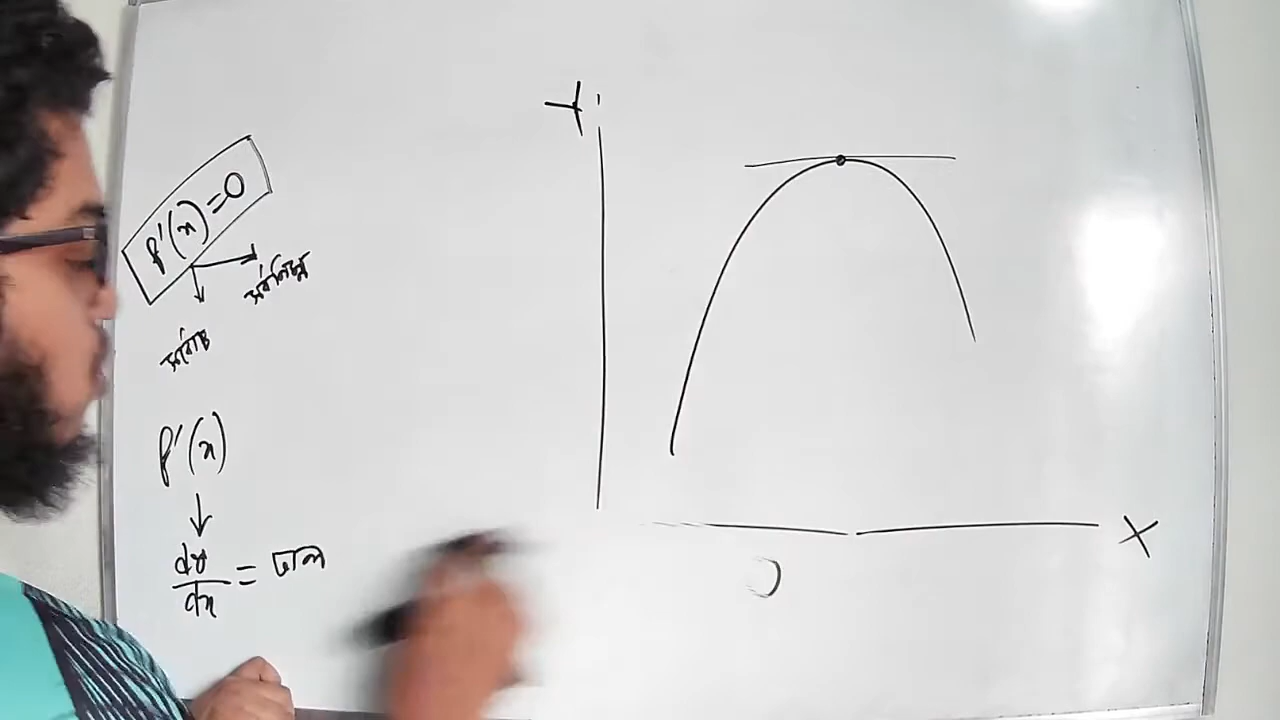 f'(x)=0
সর্বনিম্ন
সর্বোচ্চ
f'(x)
dy/dx = ঢাল
Y
X